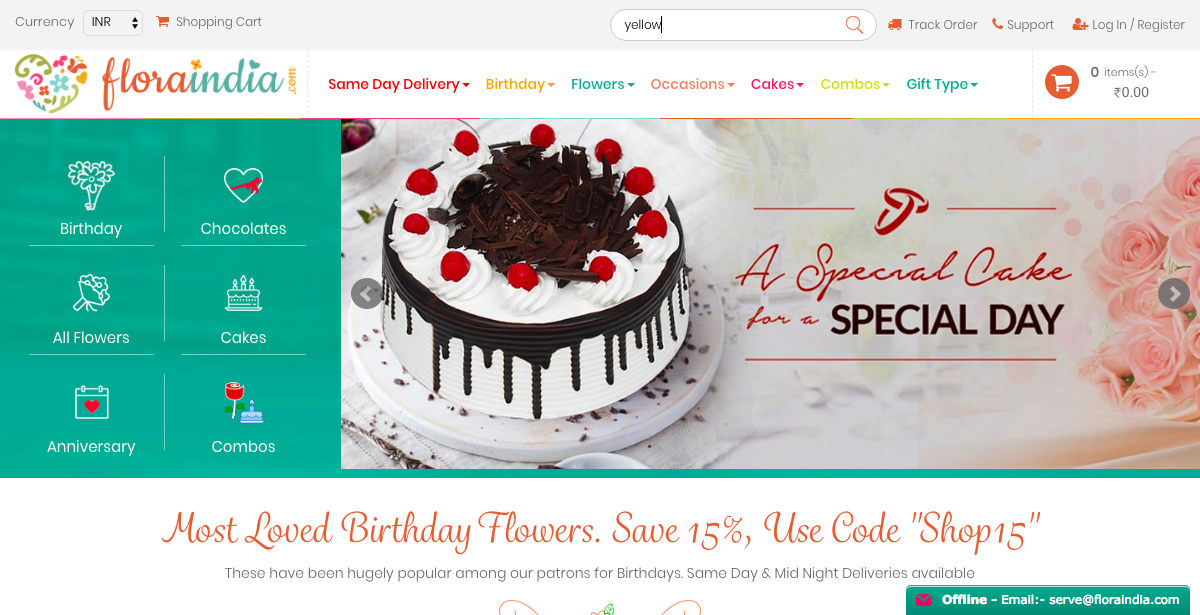 Currency INR Shopping Cart yellow Track Order Support Log In / Register
floraindia.com
Same Day Delivery Birthday Flowers Occasions Cakes Combos Gift Type
0 items(s) -
₹0.00
Birthday Chocolates
All Flowers Cakes
Anniversary Combos
A Special Cake
for a SPECIAL DAY
Most Loved Birthday Flowers. Save 15%, Use Code "Shop15"
These have been hugely popular among our patrons for Birthdays. Same Day & Mid Night Deliveries available
Offline - Email:- serve@floraindia.com